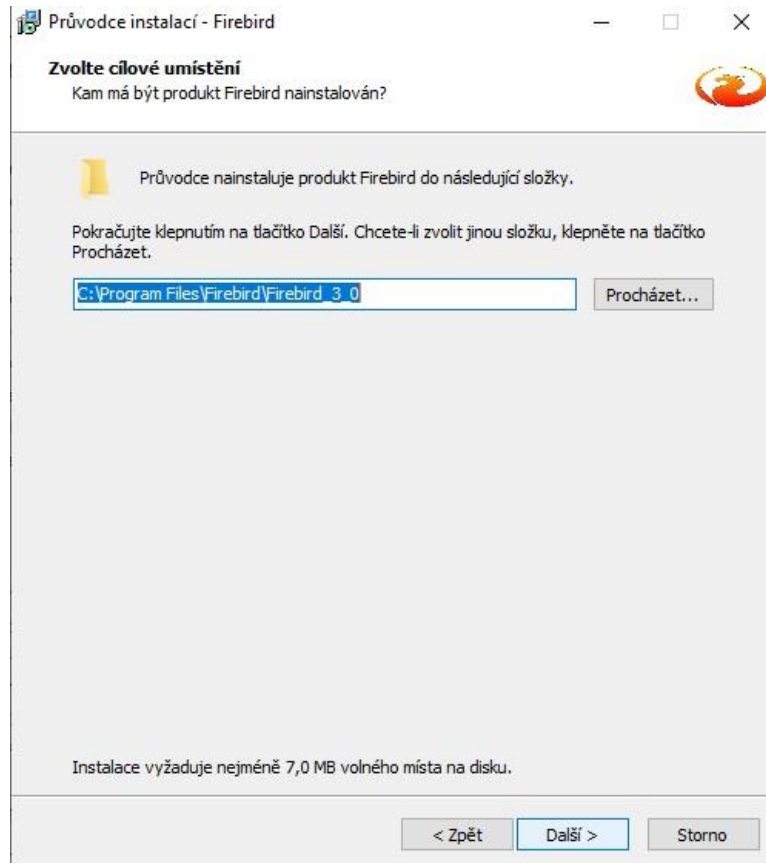 Průvodce instalací - Firebird
Zvolte cílové umístění
Kam má být produkt Firebird nainstalován?
Průvodce nainstaluje produkt Firebird do následující složky.
Pokračujte klepnutím na tlačítko Další. Chcete-li zvolit jinou složku, klepněte na tlačítko
Procházet.
C:\Program Files\Firebird\Firebird_3_0
Procházet...
Instalace vyžaduje nejméně 7,0 MB volného místa na disku.
< Zpět
Další >
Storno